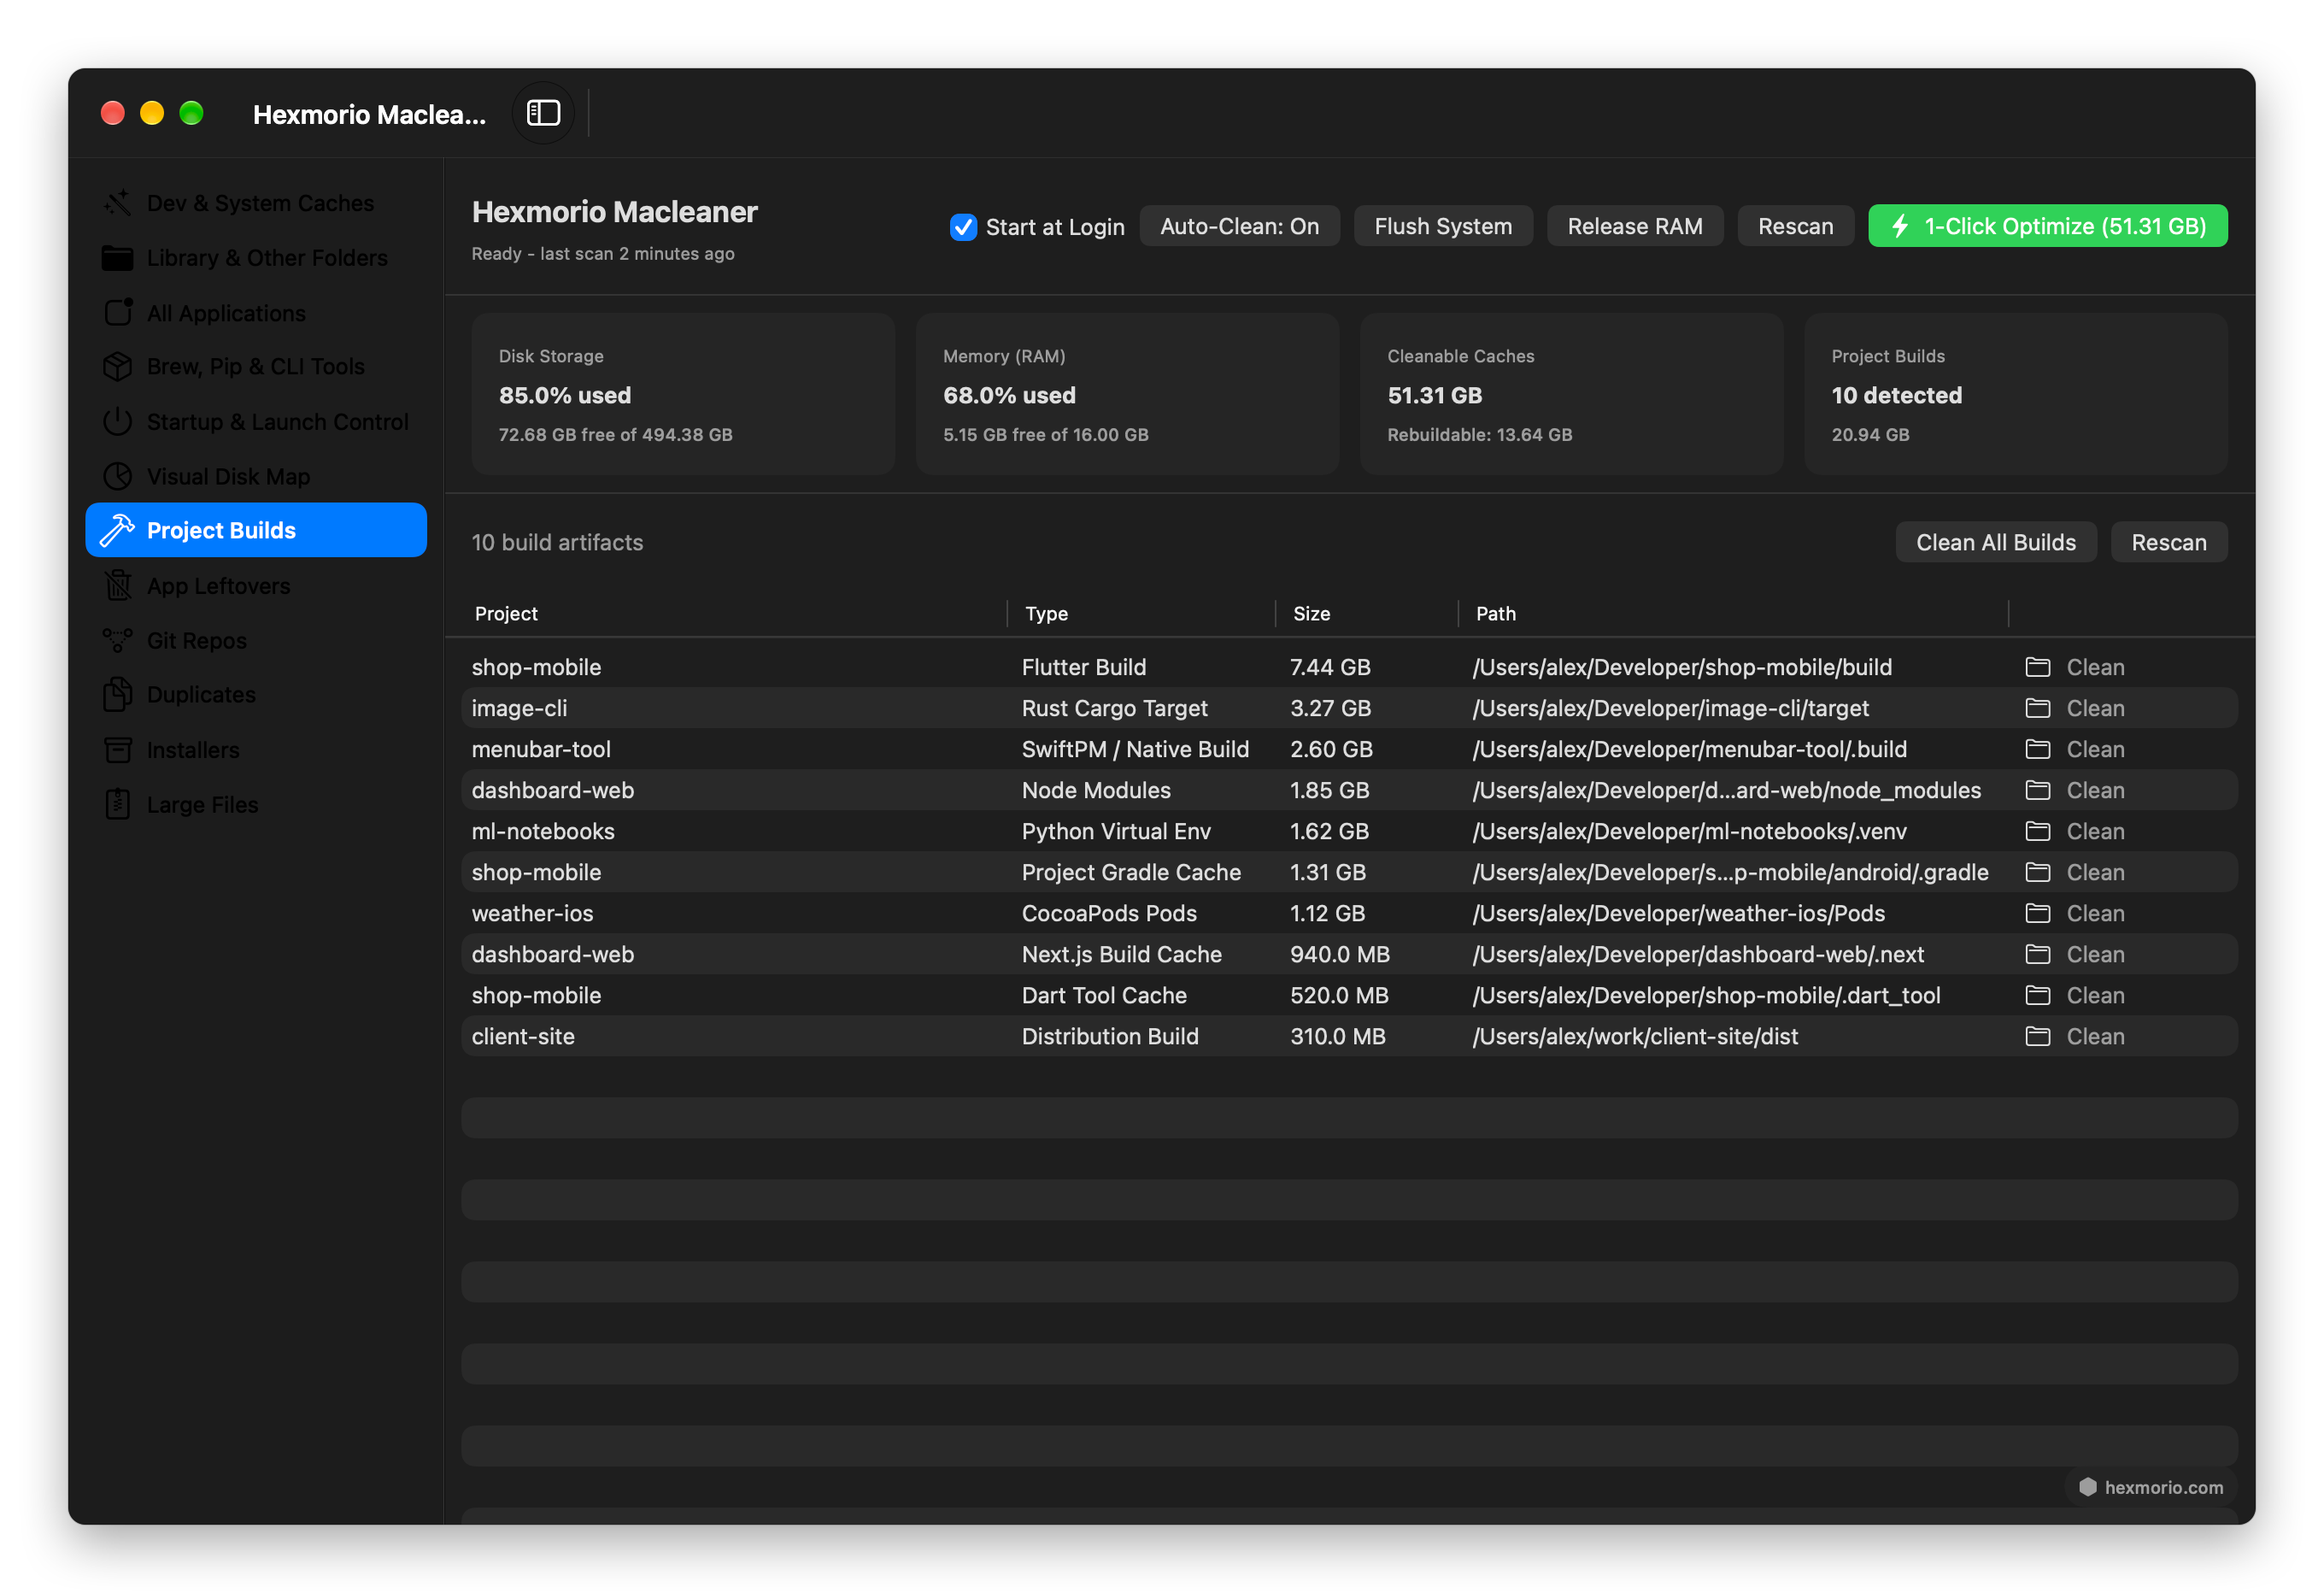 Hexmorio Maclea...
Dev & System Caches
Library & Other Folders
All Applications
Brew, Pip & CLI Tools
Startup & Launch Control
Visual Disk Map
Project Builds
App Leftovers
Git Repos
Duplicates
Installers
Large Files
Hexmorio Macleaner
Ready - last scan 2 minutes ago
Start at Login
Auto-Clean: On
Flush System
Release RAM
Rescan
1-Click Optimize (51.31 GB)
Disk Storage
85.0% used
72.68 GB free of 494.38 GB
Memory (RAM)
68.0% used
5.15 GB free of 16.00 GB
Cleanable Caches
51.31 GB
Rebuildable: 13.64 GB
Project Builds
10 detected
20.94 GB
10 build artifacts
Clean All Builds
Rescan
Project Type Size Path
shop-mobile Flutter Build 7.44 GB /Users/alex/Developer/shop-mobile/build Clean
image-cli Rust Cargo Target 3.27 GB /Users/alex/Developer/image-cli/target Clean
menubar-tool SwiftPM / Native Build 2.60 GB /Users/alex/Developer/menubar-tool/.build Clean
dashboard-web Node Modules 1.85 GB /Users/alex/Developer/d...ard-web/node_modules Clean
ml-notebooks Python Virtual Env 1.62 GB /Users/alex/Developer/ml-notebooks/.venv Clean
shop-mobile Project Gradle Cache 1.31 GB /Users/alex/Developer/s...p-mobile/android/.gradle Clean
weather-ios CocoaPods Pods 1.12 GB /Users/alex/Developer/weather-ios/Pods Clean
dashboard-web Next.js Build Cache 940.0 MB /Users/alex/Developer/dashboard-web/.next Clean
shop-mobile Dart Tool Cache 520.0 MB /Users/alex/Developer/shop-mobile/.dart_tool Clean
client-site Distribution Build 310.0 MB /Users/alex/work/client-site/dist Clean
hexmorio.com